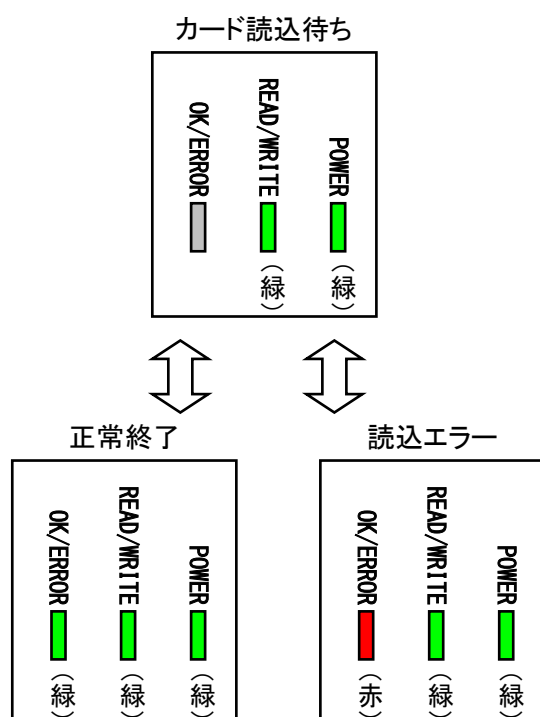 カード読込待ち
OK/ERROR
READ/WRITE (緑)
POWER (緑)
正常終了
OK/ERROR (緑)
READ/WRITE (緑)
POWER (緑)
読込エラー
OK/ERROR (赤)
READ/WRITE (緑)
POWER (緑)